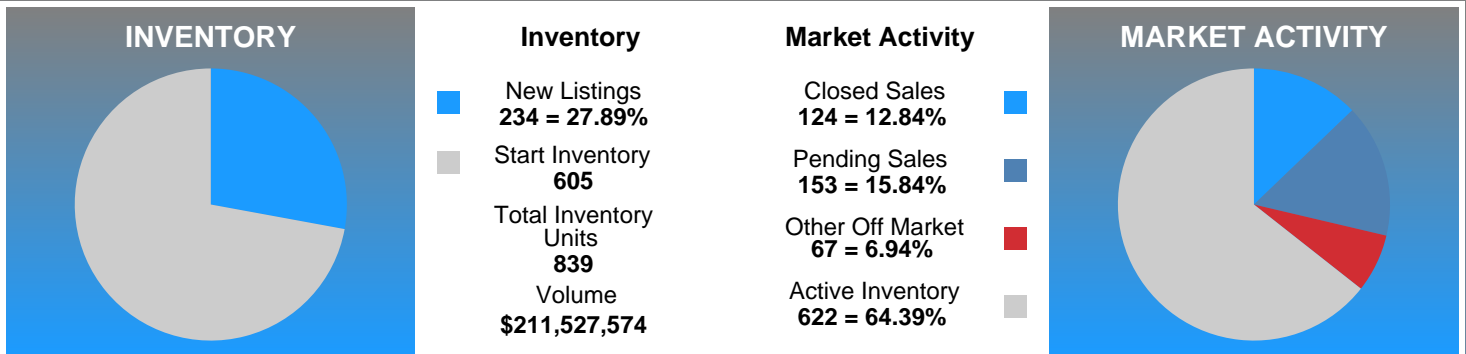 INVENTORY
Inventory
New Listings
234 = 27.89%
Start Inventory
605
Total Inventory
Units
839
Volume
$211,527,574
Market Activity
Closed Sales
124 = 12.84%
Pending Sales
153 = 15.84%
Other Off Market
67 = 6.94%
Active Inventory
622 = 64.39%
MARKET ACTIVITY